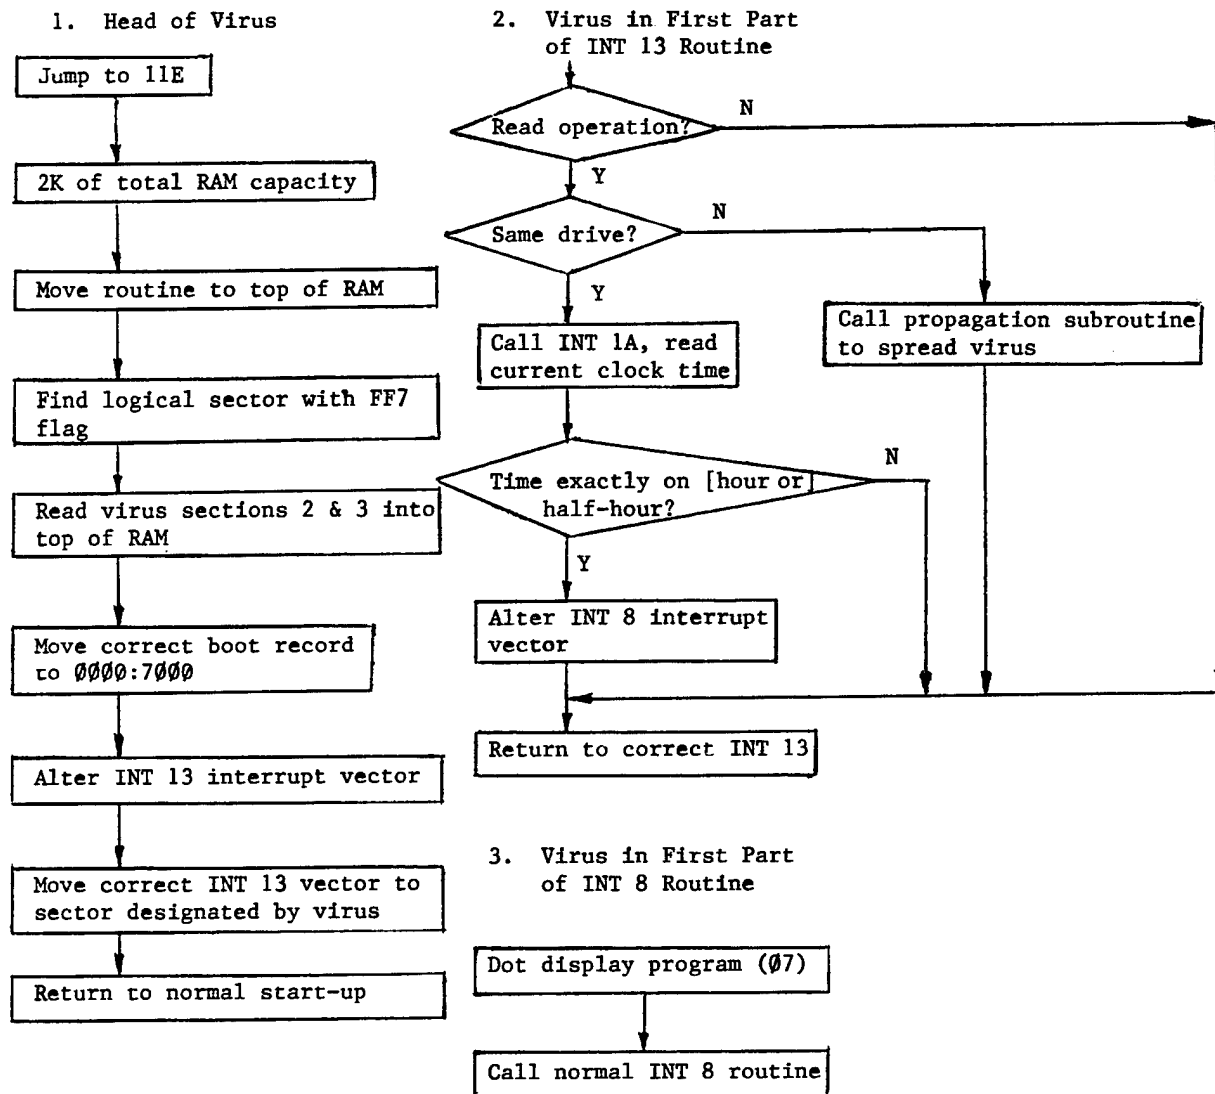 1. Head of Virus
Jump to 11E
2K of total RAM capacity
Move routine to top of RAM
Find logical sector with FF7
flag
Read virus sections 2 & 3 into
top of RAM
Move correct boot record
to 0000:7000
Alter INT 13 interrupt vector
Move correct INT 13 vector to
sector designated by virus
Return to normal start-up
2. Virus in First Part
of INT 13 Routine
Read operation?
N
Y
Same drive?
N
Y
Call propagation subroutine
to spread virus
Call INT 1A, read
current clock time
Time exactly on [hour or]
half-hour?
N
Y
Alter INT 8 interrupt
vector
Return to correct INT 13
3. Virus in First Part
of INT 8 Routine
Dot display program (07)
Call normal INT 8 routine